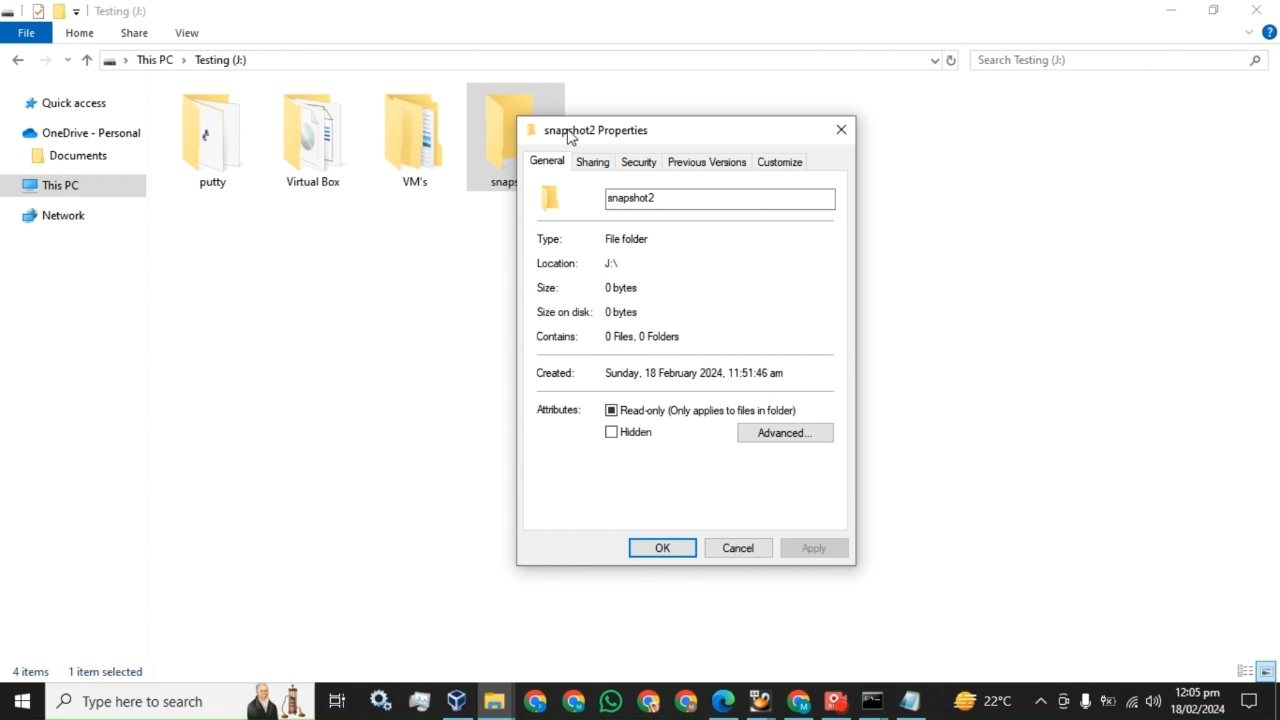 Testing (J:)
File Home Share View
This PC Testing (J:)
Search Testing (J:)
Quick access
OneDrive - Personal
Documents
This PC
Network
putty
Virtual Box
VM's
snaps
snapshot2 Properties
General Sharing Security Previous Versions Customize
snapshot2
Type: File folder
Location: J:\
Size: 0 bytes
Size on disk: 0 bytes
Contains: 0 Files, 0 Folders
Created: Sunday, 18 February 2024, 11:51:46 am
Attributes: Read-only (Only applies to files in folder)
Hidden Advanced...
OK Cancel Apply
4 items 1 item selected
Type here to search
22°C
12:05 pm
18/02/2024